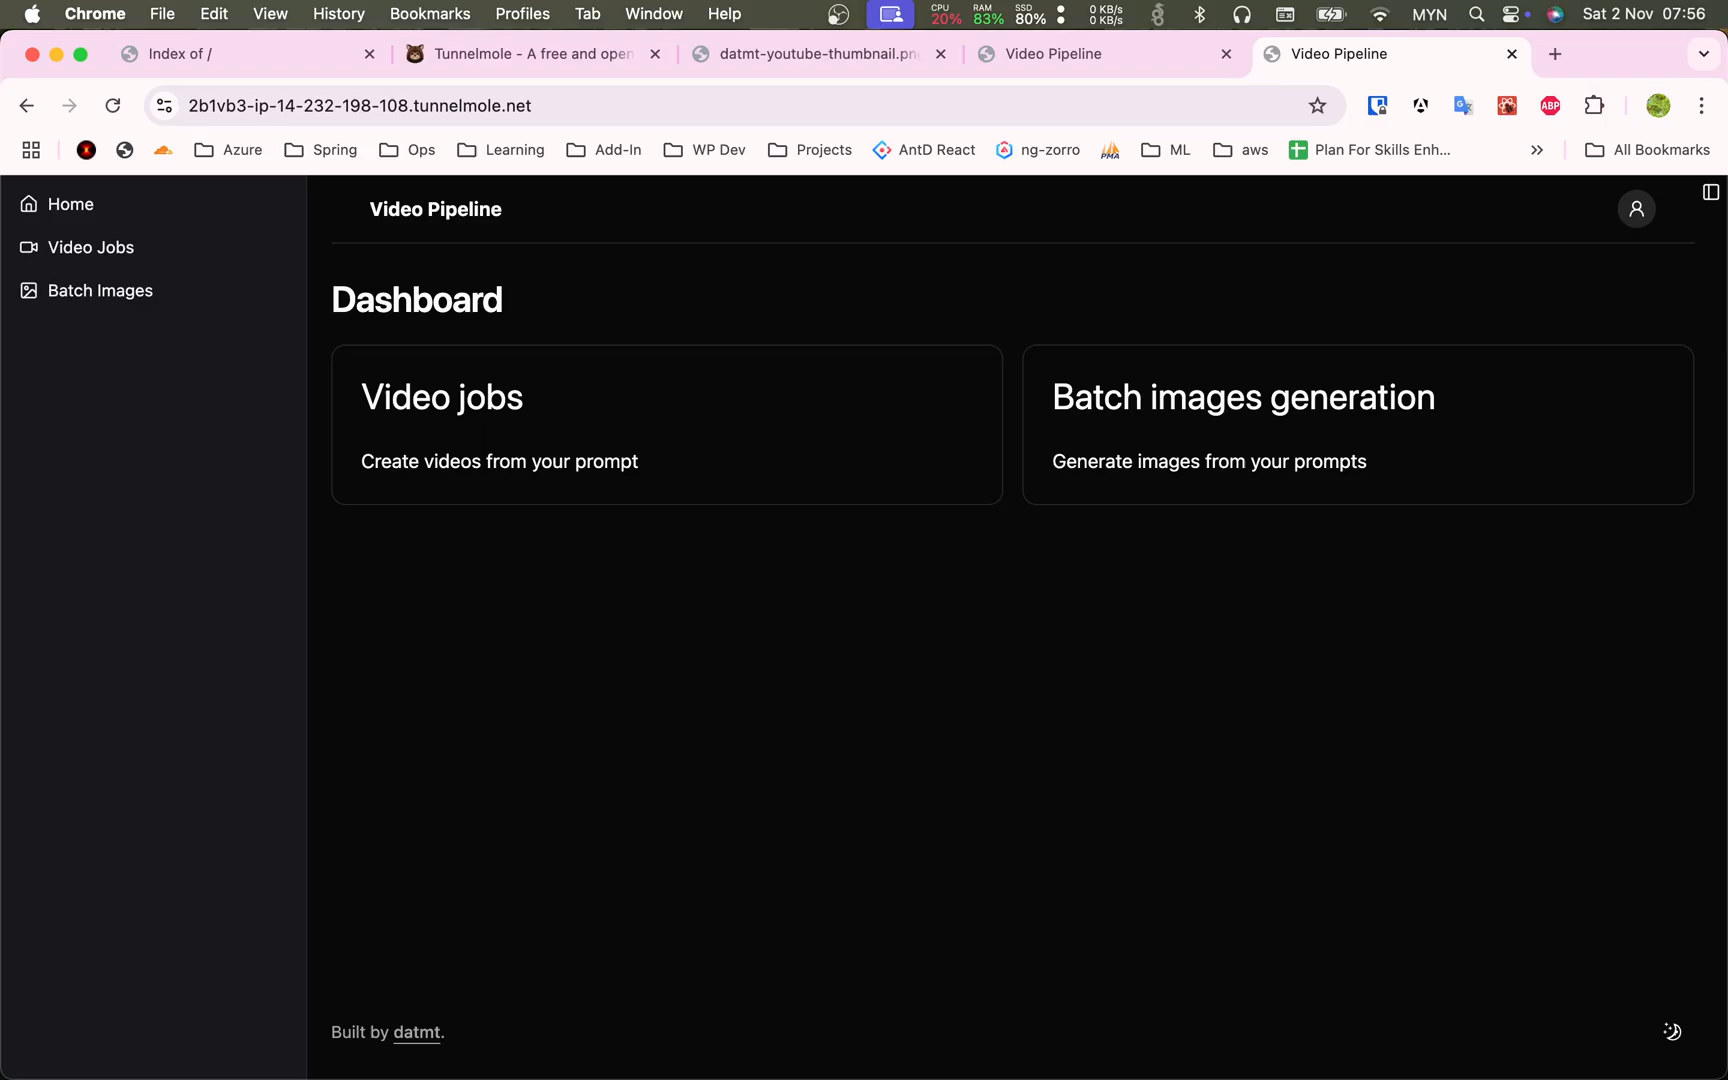 Chrome File Edit View History Bookmarks Profiles Tab Window Help CPU 20% RAM 83% SSD 80% 0 KB/s 0 KB/s MYN Sat 2 Nov 07:56
Index of / Tunnelmole - A free and open datmt-youtube-thumbnail.pn Video Pipeline Video Pipeline
2b1vb3-ip-14-232-198-108.tunnelmole.net ABP
Azure Spring Ops Learning Add-In WP Dev Projects AntD React ng-zorro PMA ML aws Plan For Skills Enh... All Bookmarks
Home
Video Jobs
Batch Images
Video Pipeline
Dashboard
Video jobs
Create videos from your prompt
Batch images generation
Generate images from your prompts
Built by datmt.